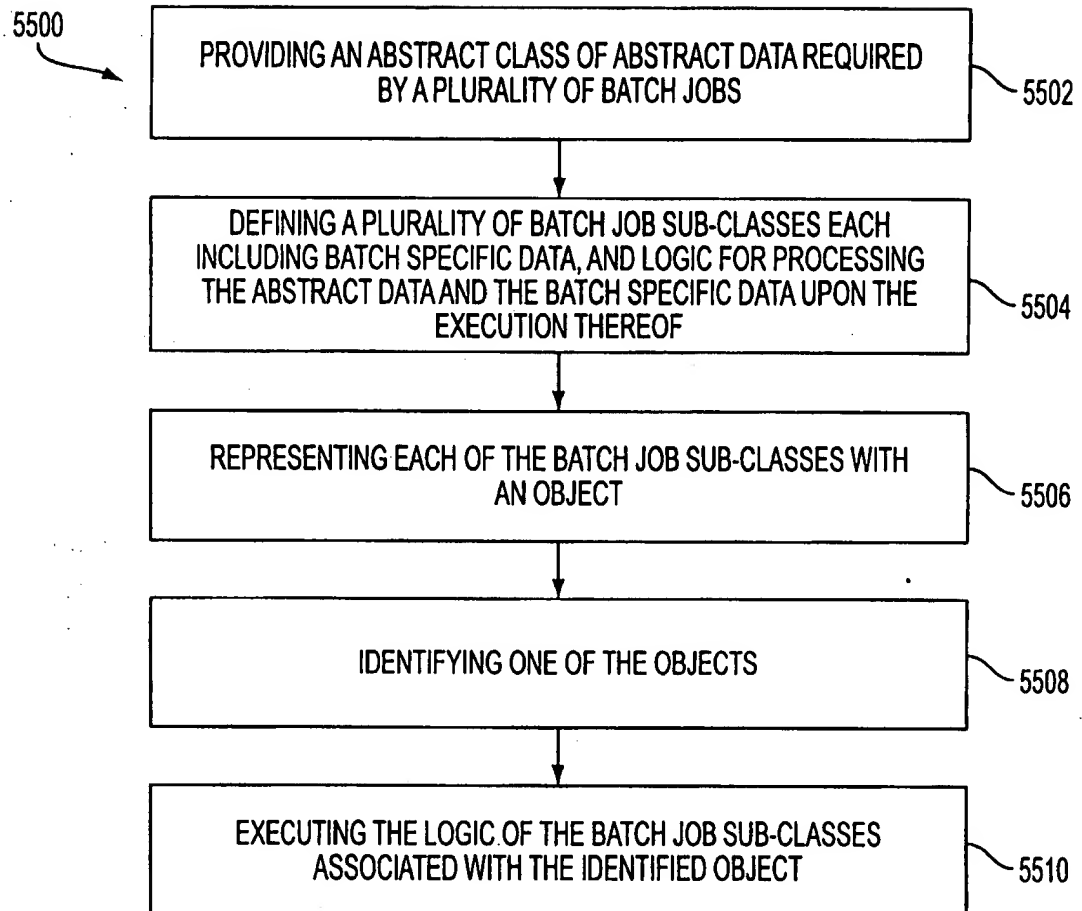 5500
PROVIDING AN ABSTRACT CLASS OF ABSTRACT DATA REQUIRED
BY A PLURALITY OF BATCH JOBS
5502
DEFINING A PLURALITY OF BATCH JOB SUB-CLASSES EACH
INCLUDING BATCH SPECIFIC DATA, AND LOGIC FOR PROCESSING
THE ABSTRACT DATA AND THE BATCH SPECIFIC DATA UPON THE
EXECUTION THEREOF
5504
REPRESENTING EACH OF THE BATCH JOB SUB-CLASSES WITH
AN OBJECT
5506
IDENTIFYING ONE OF THE OBJECTS
5508
EXECUTING THE LOGIC OF THE BATCH JOB SUB-CLASSES
ASSOCIATED WITH THE IDENTIFIED OBJECT
5510